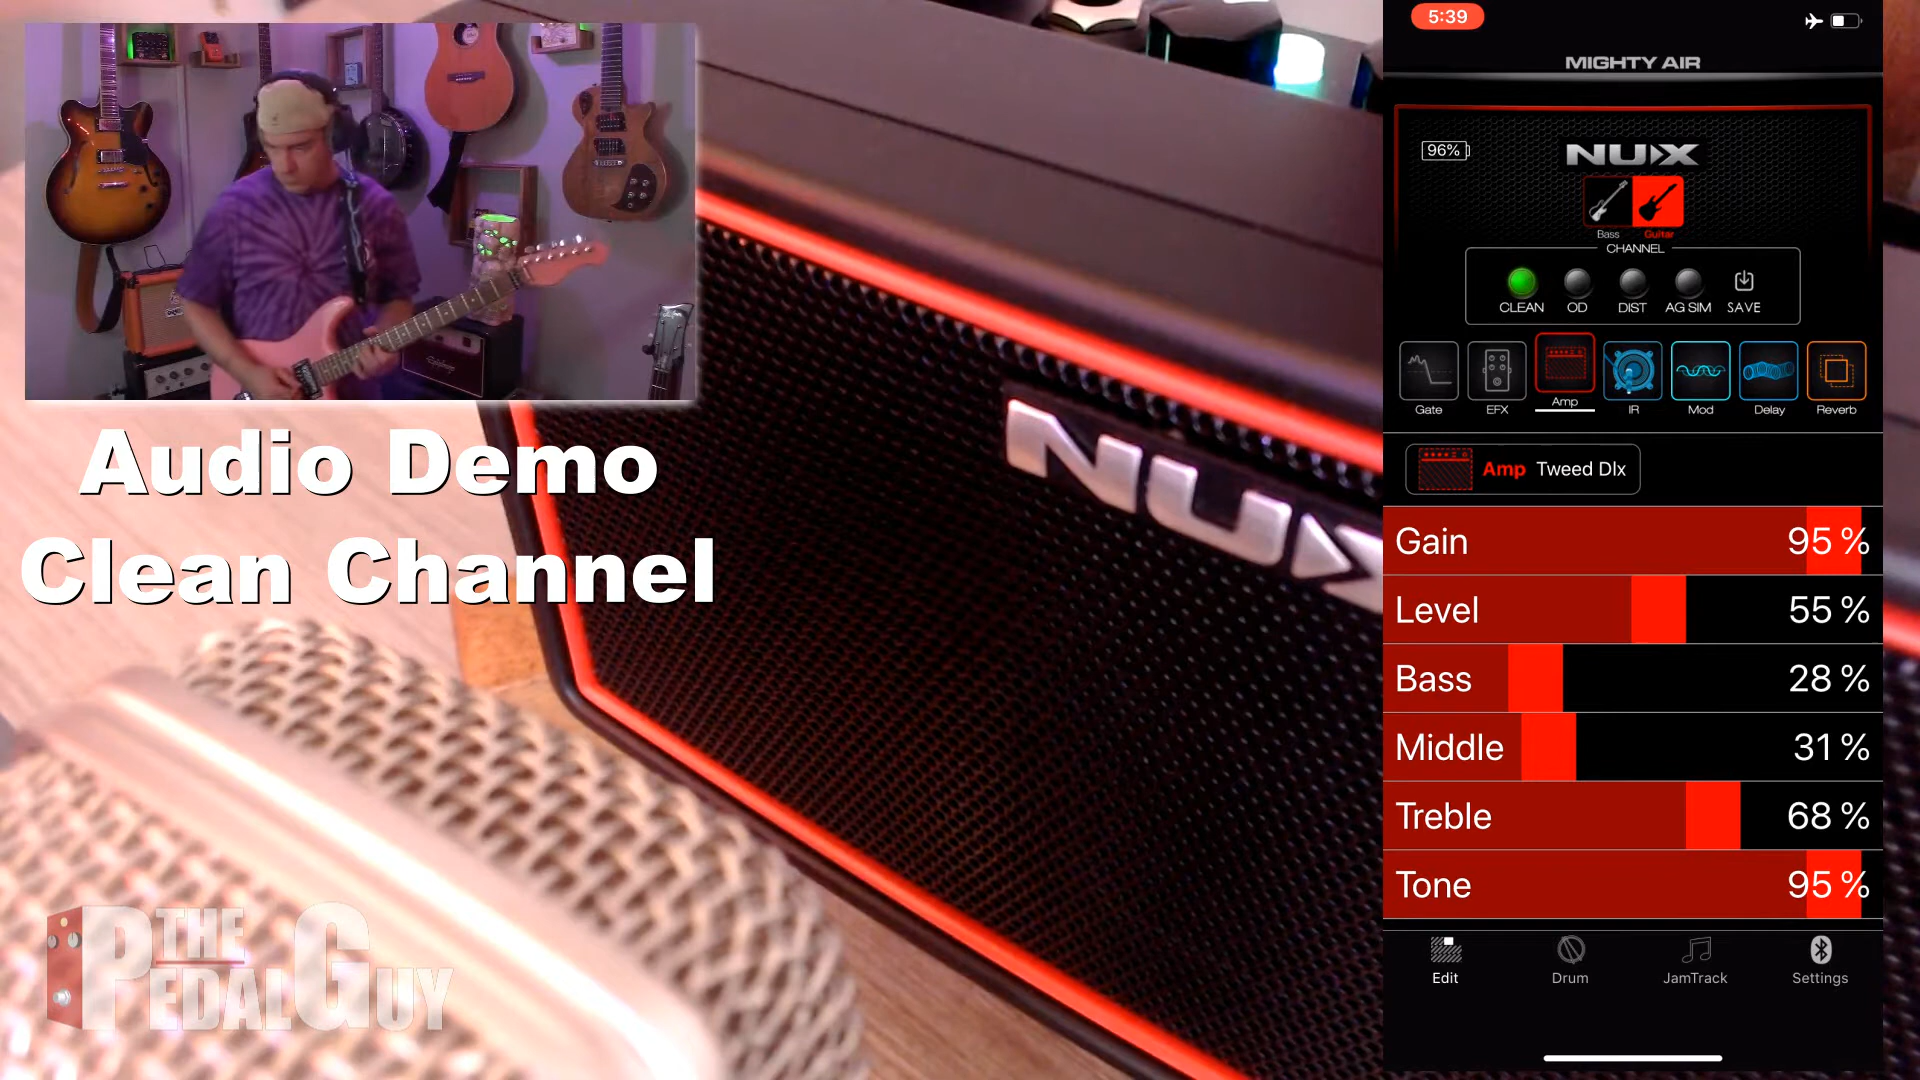 Audio Demo
Clean Channel
THE
PEDALGUY
NUX
5:39
MIGHTY AIR
96%
NUX
Bass Guitar
CHANNEL
CLEAN OD DIST AG SIM SAVE
Gate EFX Amp IR Mod Delay Reverb
Amp Tweed Dlx
Gain 95 %
Level 55 %
Bass 28 %
Middle 31 %
Treble 68 %
Tone 95 %
Edit Drum JamTrack Settings